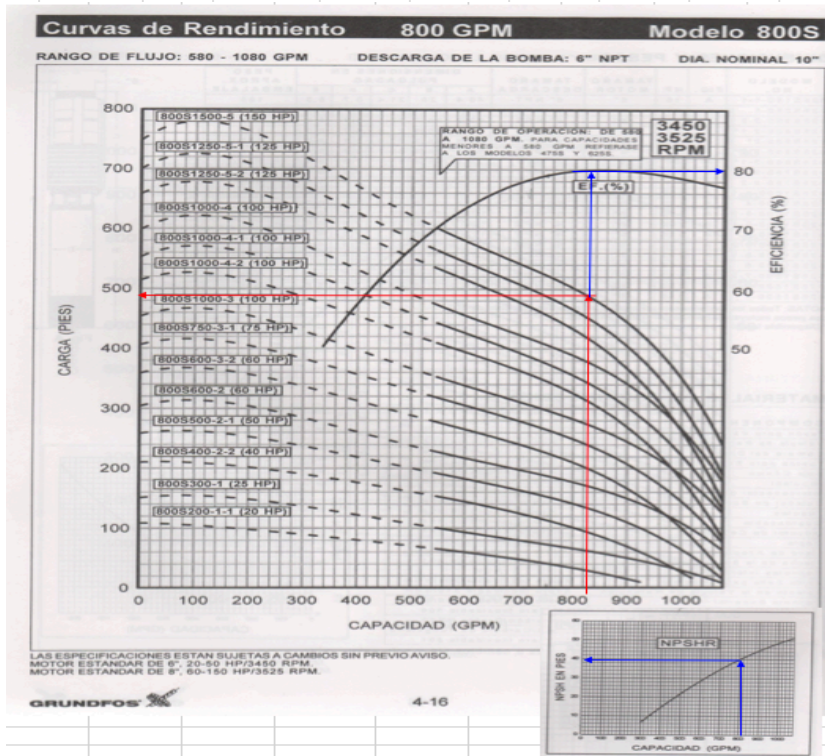 Curvas de Rendimiento 800 GPM Modelo 800S
RANGO DE FLUJO: 580 - 1080 GPM DESCARGA DE LA BOMBA: 6" NPT DIA. NOMINAL 10"
800
700
600
500
400
300
200
100
0
CARGA (PIES)
800S1500-5 (150 HP)
800S1250-5-1 (125 HP)
800S1250-5-2 (125 HP)
800S1000-4 (100 HP)
800S1000-4-1 (100 HP)
800S1000-4-2 (100 HP)
800S1000-3 (100 HP)
800S750-3-1 (75 HP)
800S600-3-2 (60 HP)
800S600-2 (60 HP)
800S500-2-1 (50 HP)
800S400-2-2 (40 HP)
800S300-1 (25 HP)
800S200-1-1 (20 HP)
RANGO DE OPERACION: DE 580
A 1080 GPM. PARA CAPACIDADES
MENORES A 580 GPM REFIERASE
A LOS MODELOS 475S Y 625S.
3450
3525
RPM
EF.(%)
80
70
60
50
EFICIENCIA (%)
0 100 200 300 400 500 600 700 800 900 1000
CAPACIDAD (GPM)
NPSHR
NPSH EN PIES
CAPACIDAD (GPM)
LAS ESPECIFICACIONES ESTAN SUJETAS A CAMBIOS SIN PREVIO AVISO.
MOTOR ESTANDAR DE 6", 20-50 HP/3450 RPM.
MOTOR ESTANDAR DE 8", 60-150 HP/3525 RPM.
GRUNDFOS
4-16